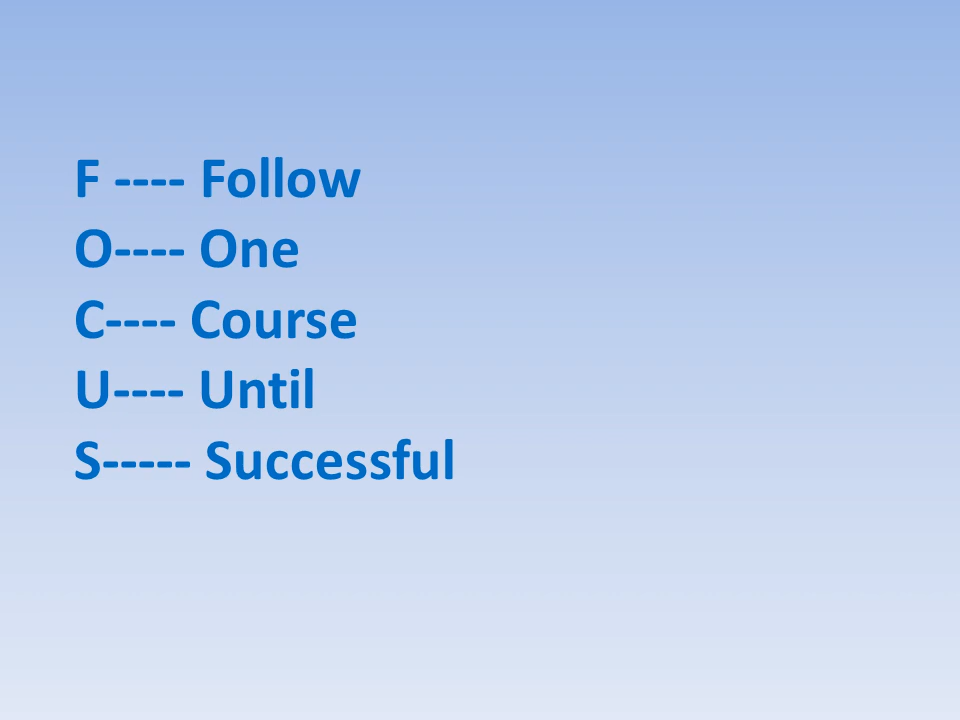 F ---- Follow
O---- One
C---- Course
U---- Until
S----- Successful